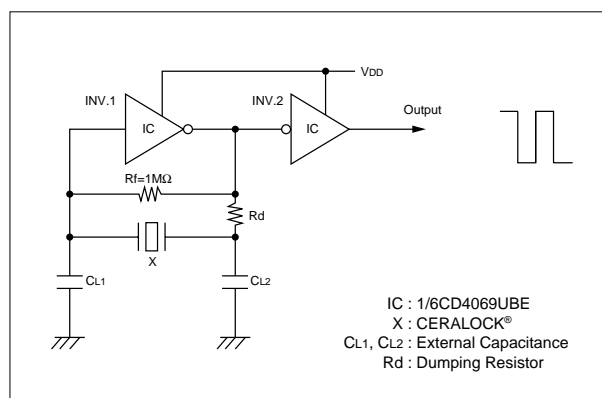 VDD
INV.1
INV.2
Output
IC
IC
Rf=1MΩ
Rd
X
CL1
CL2
IC : 1/6CD4069UBE
X : CERALOCK®
CL1, CL2 : External Capacitance
Rd : Dumping Resistor